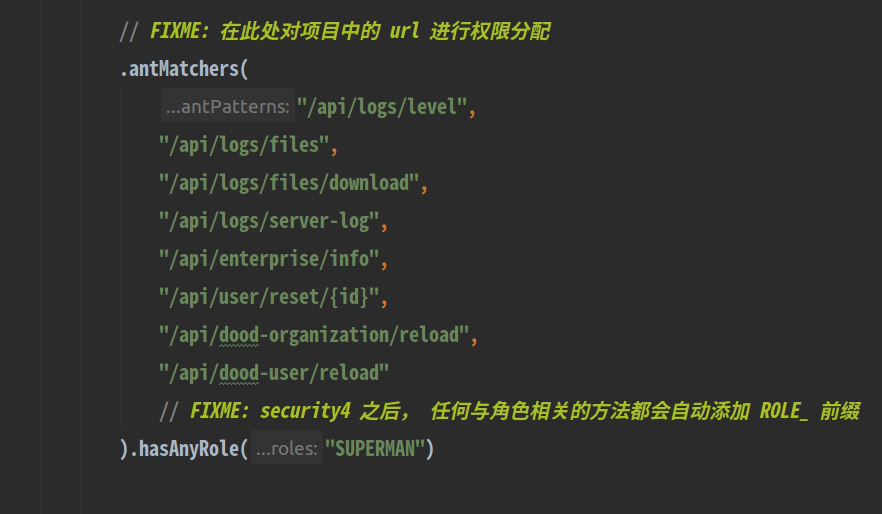 // FIXME: 在此处对项目中的 url 进行权限分配
.antMatchers(
...antPatterns: "/api/logs/level",
"/api/logs/files",
"/api/logs/files/download",
"/api/logs/server-log",
"/api/enterprise/info",
"/api/user/reset/{id}",
"/api/dood-organization/reload",
"/api/dood-user/reload"
// FIXME: security4 之后， 任何与角色相关的方法都会自动添加 ROLE_ 前缀
).hasAnyRole( ...roles: "SUPERMAN")